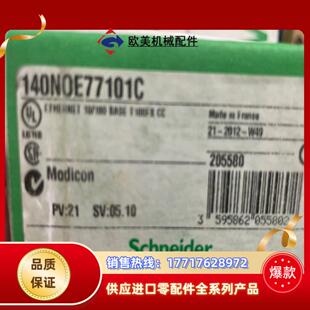 欧美机械配件
140NOE77101C
ETHERNET 10/100 BASE T100FX CC
Made in France
21-2012-W49
205580
Modicon
PV:21 SV:05.10
3 595862 055802
Schneider
品质
保证
销售热线:17717628972
供应进口零配件全系列产品
爆款